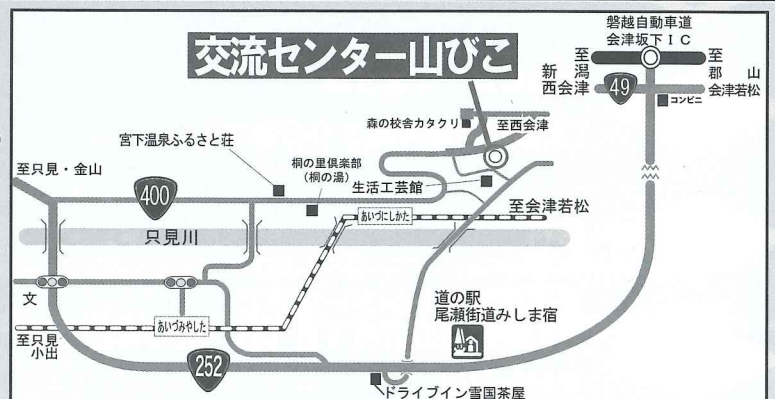 磐越自動車道
会津坂下IC
交流センター山びこ
至
新潟
西会津
至
郡山
会津若松
49
コンビニ
森の校舎カタクリ
至西会津
宮下温泉ふるさと荘
桐の里倶楽部
(桐の湯)
生活工芸館
至只見・金山
400
至会津若松
あいづにしかた
只見川
文
道の駅
尾瀬街道みしま宿
あいづみやした
至只見
小出
252
ドライブイン雪国茶屋